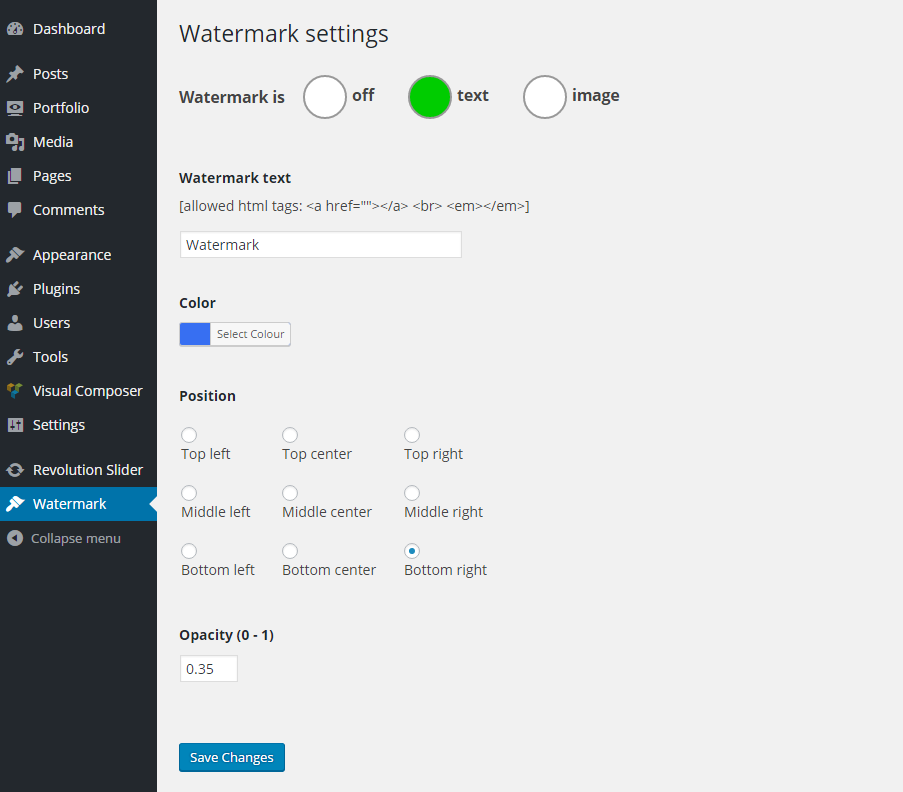 Dashboard
Posts
Portfolio
Media
Pages
Comments
Appearance
Plugins
Users
Tools
Visual Composer
Settings
Revolution Slider
Watermark
Collapse menu
Watermark settings
Watermark is off text image
Watermark text
[allowed html tags: <a href=""></a> <br> <em></em>]
Watermark
Color
Select Colour
Position
Top left Top center Top right
Middle left Middle center Middle right
Bottom left Bottom center Bottom right
Opacity (0 - 1)
0.35
Save Changes